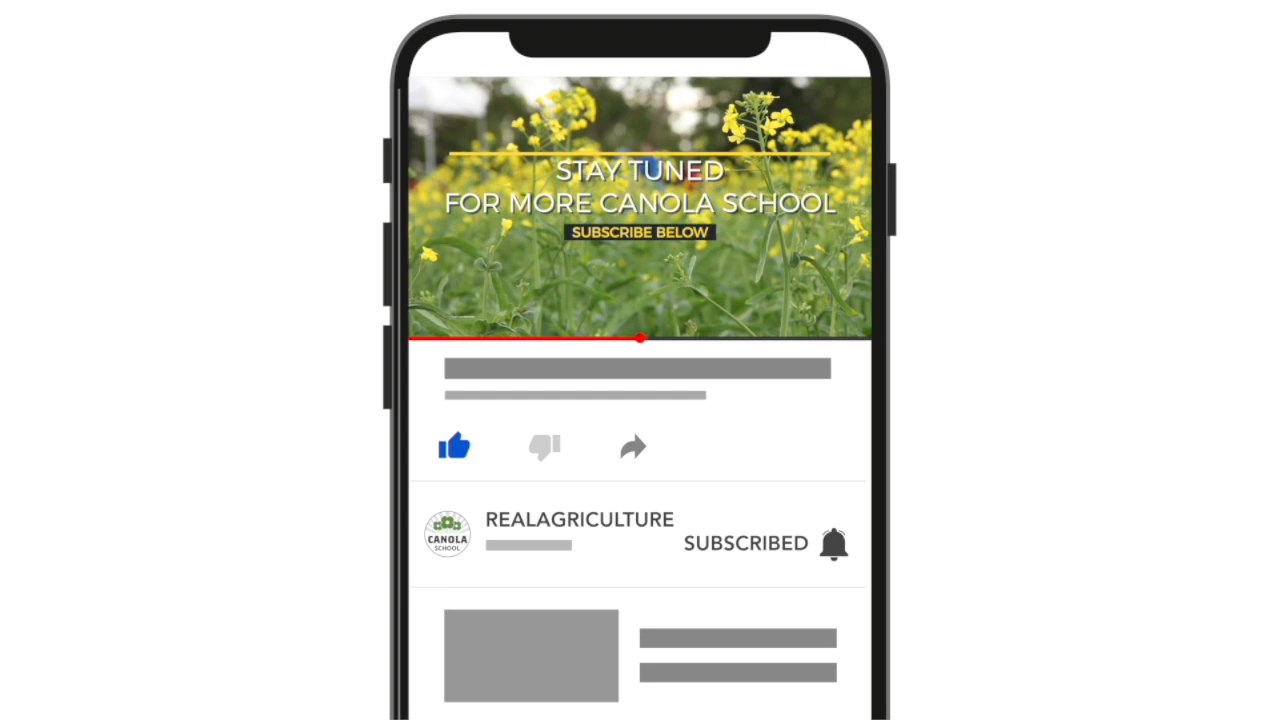 STAY TUNED
FOR MORE CANOLA SCHOOL
SUBSCRIBE BELOW
REALAGRICULTURE
CANOLA
SCHOOL
SUBSCRIBED